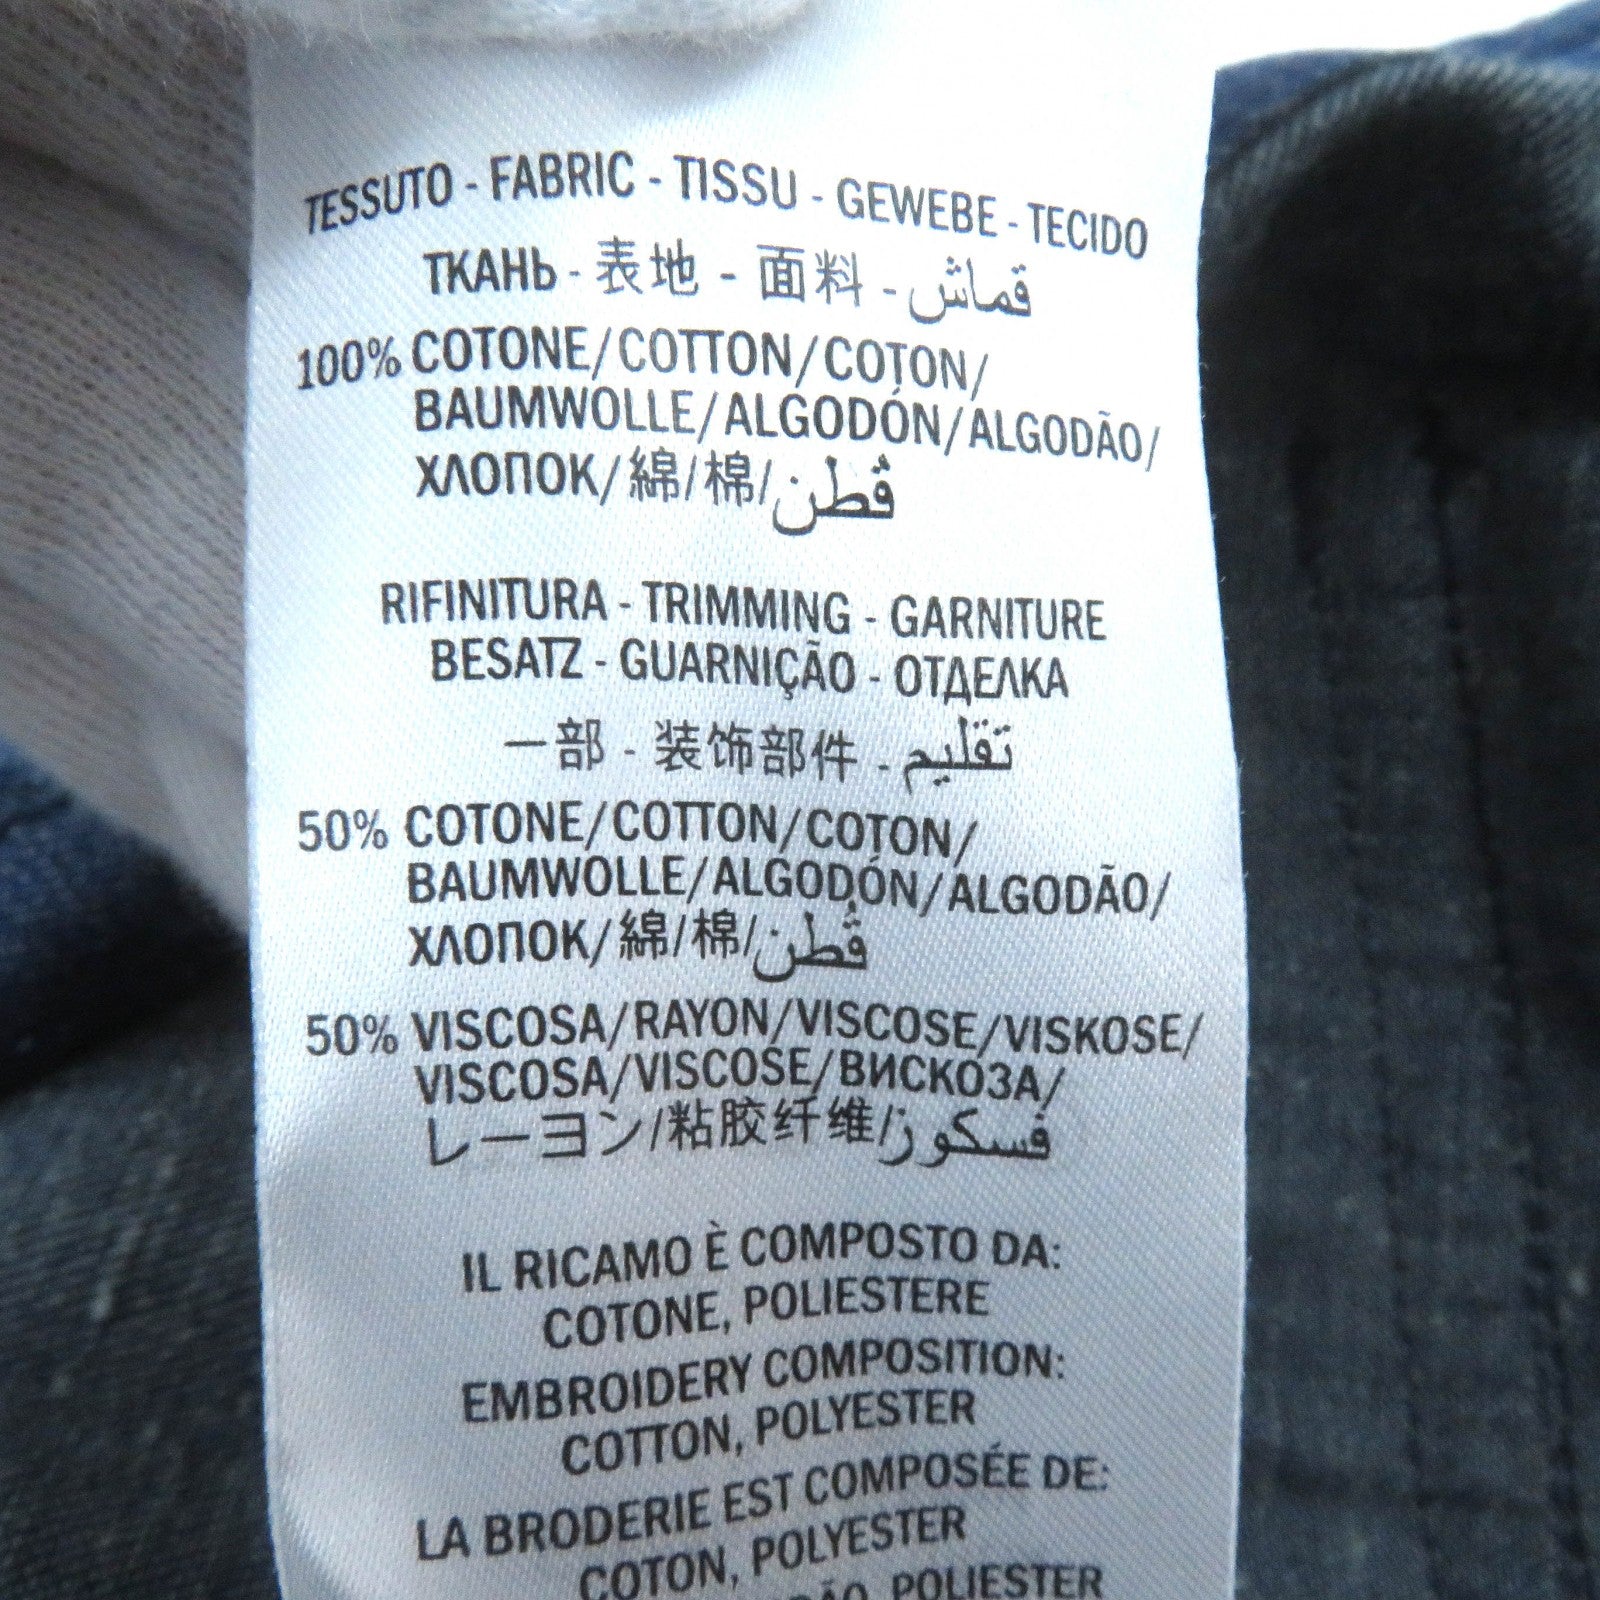 TESSUTO - FABRIC - TISSU - GEWEBE - TECIDO
ТКАНЬ - 表地 - 面料 - قماش
100% COTONE/COTTON/COTON/
BAUMWOLLE/ALGODÓN/ALGODÃO/
ХЛОПОК/綿/棉/قطن
RIFINITURA - TRIMMING - GARNITURE
BESATZ - GUARNIÇÃO - ОТДЕЛКА
一部 - 装饰部件 - تقليم
50% COTONE/COTTON/COTON/
BAUMWOLLE/ALGODÓN/ALGODÃO/
ХЛОПОК/綿/棉/قطن
50% VISCOSA/RAYON/VISCOSE/VISKOSE/
VISCOSA/VISCOSE/ВИСКОЗА/
レーヨン/粘胶纤维/فسكوز
IL RICAMO È COMPOSTO DA:
COTONE, POLIESTERE
EMBROIDERY COMPOSITION:
COTTON, POLYESTER
LA BRODERIE EST COMPOSÉE DE:
COTON, POLYESTER
POLIESTER